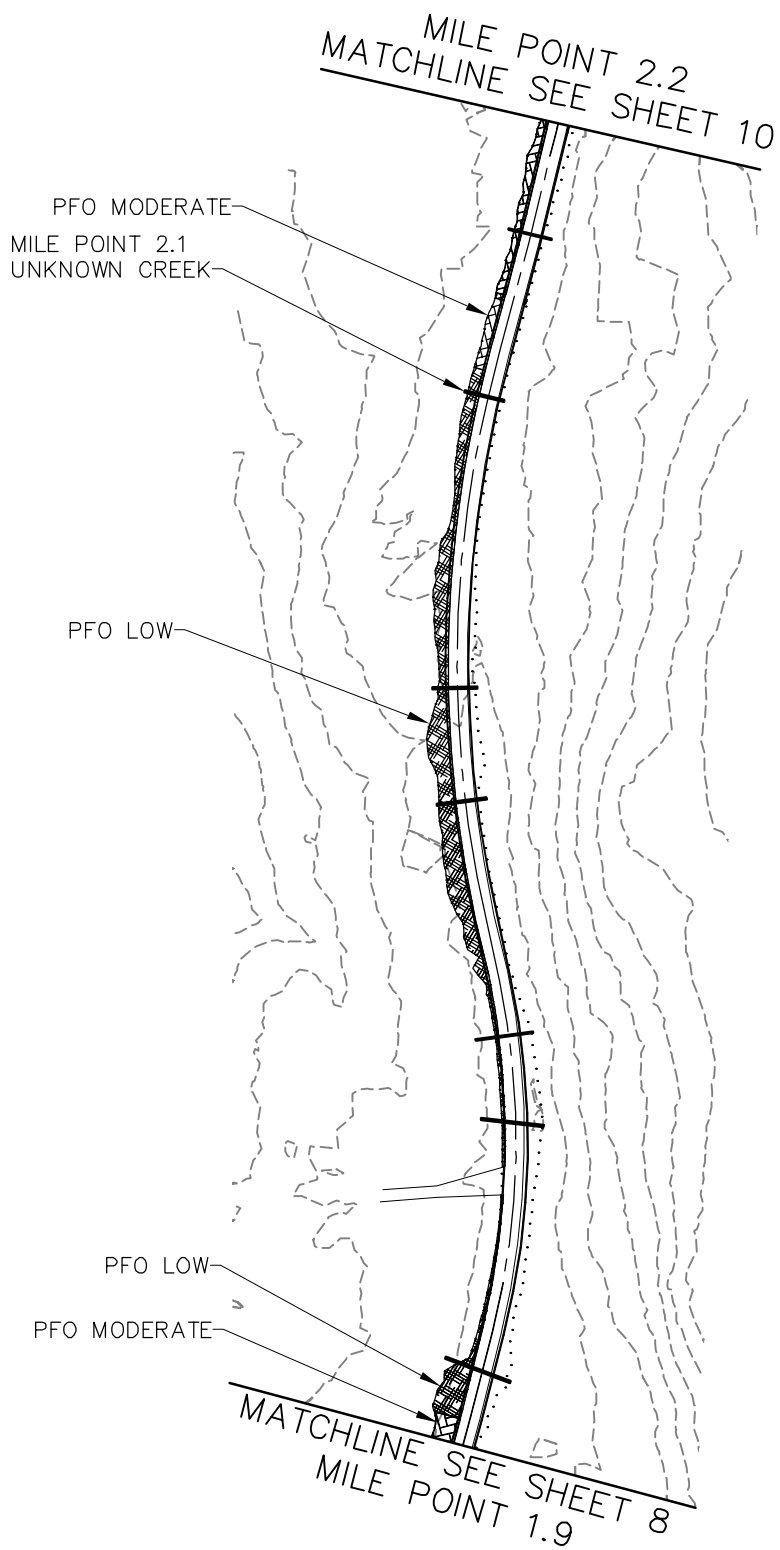 MILE POINT 2.2
MATCHLINE SEE SHEET 10
PFO MODERATE
MILE POINT 2.1
UNKNOWN CREEK
PFO LOW
PFO LOW
PFO MODERATE
MATCHLINE SEE SHEET 8
MILE POINT 1.9